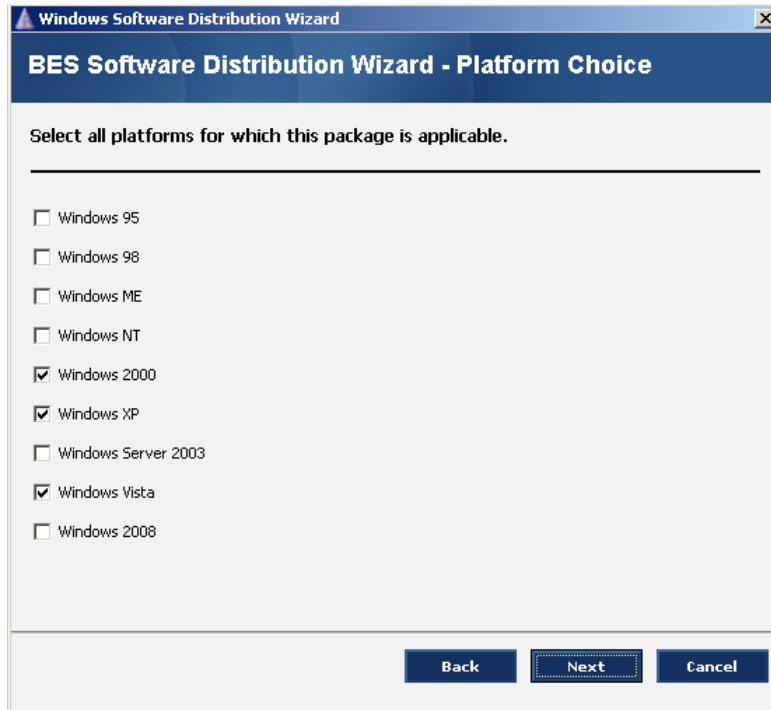 Windows Software Distribution Wizard
BES Software Distribution Wizard - Platform Choice
Select all platforms for which this package is applicable.
Windows 95
Windows 98
Windows ME
Windows NT
Windows 2000
Windows XP
Windows Server 2003
Windows Vista
Windows 2008
Back Next Cancel